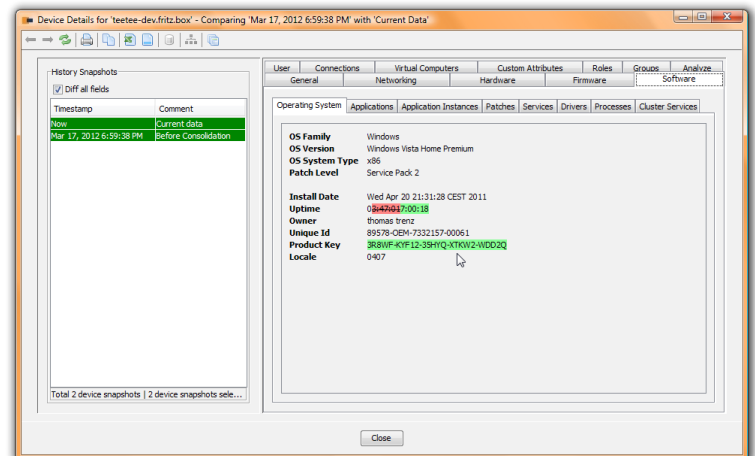 Device Details for 'teetee-dev.fritz.box' - Comparing 'Mar 17, 2012 6:59:38 PM' with 'Current Data'
History Snapshots
Diff all fields
Timestamp Comment
Now Current data
Mar 17, 2012 6:59:38 PM Before Consolidation
Total 2 device snapshots | 2 device snapshots sele...
User Connections Virtual Computers Custom Attributes Roles Groups Analyze
General Networking Hardware Firmware Software
Operating System Applications Application Instances Patches Services Drivers Processes Cluster Services
OS Family Windows
OS Version Windows Vista Home Premium
OS System Type x86
Patch Level Service Pack 2
Install Date Wed Apr 20 21:31:28 CEST 2011
Uptime 03:47:017:00:18
Owner thomas trenz
Unique Id 89578-OEM-7332157-00061
Product Key 3R8WF-KYF12-35HYQ-XTKW2-WDD2Q
Locale 0407
Close